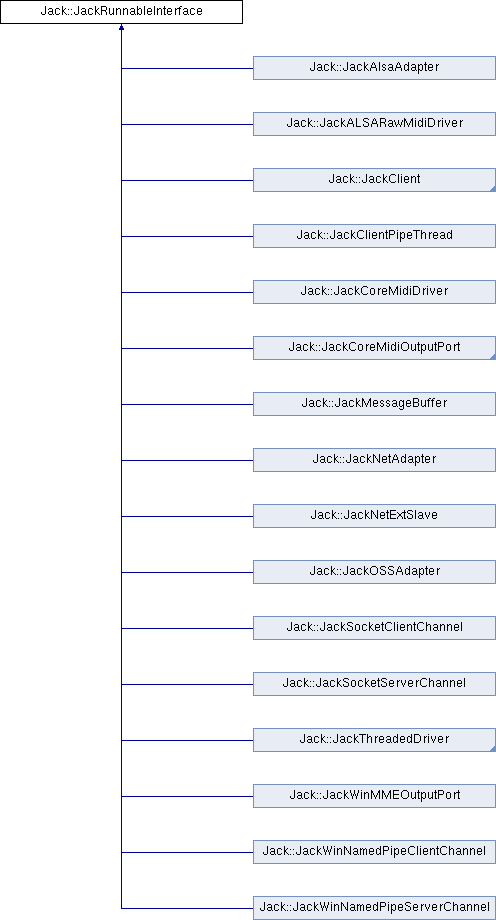 Jack::JackRunnableInterface
Jack::JackAlsaAdapter
Jack::JackALSARawMidiDriver
Jack::JackClient
Jack::JackClientPipeThread
Jack::JackCoreMidiDriver
Jack::JackCoreMidiOutputPort
Jack::JackMessageBuffer
Jack::JackNetAdapter
Jack::JackNetExtSlave
Jack::JackOSSAdapter
Jack::JackSocketClientChannel
Jack::JackSocketServerChannel
Jack::JackThreadedDriver
Jack::JackWinMMEOutputPort
Jack::JackWinNamedPipeClientChannel
Jack::JackWinNamedPipeServerChannel